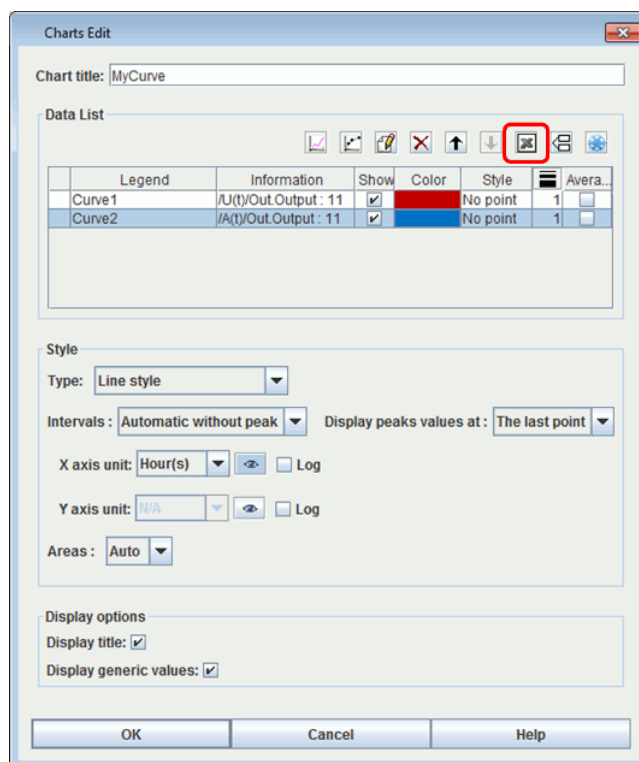 Charts Edit
Chart title: MyCurve
Data List
Legend Information Show Color Style Avera...
Curve1 /U(t)/Out.Output : 11 No point 1
Curve2 /A(t)/Out.Output : 11 No point 1
Style
Type: Line style
Intervals : Automatic without peak Display peaks values at : The last point
X axis unit: Hour(s) Log
Y axis unit: N/A Log
Areas : Auto
Display options
Display title:
Display generic values:
OK Cancel Help